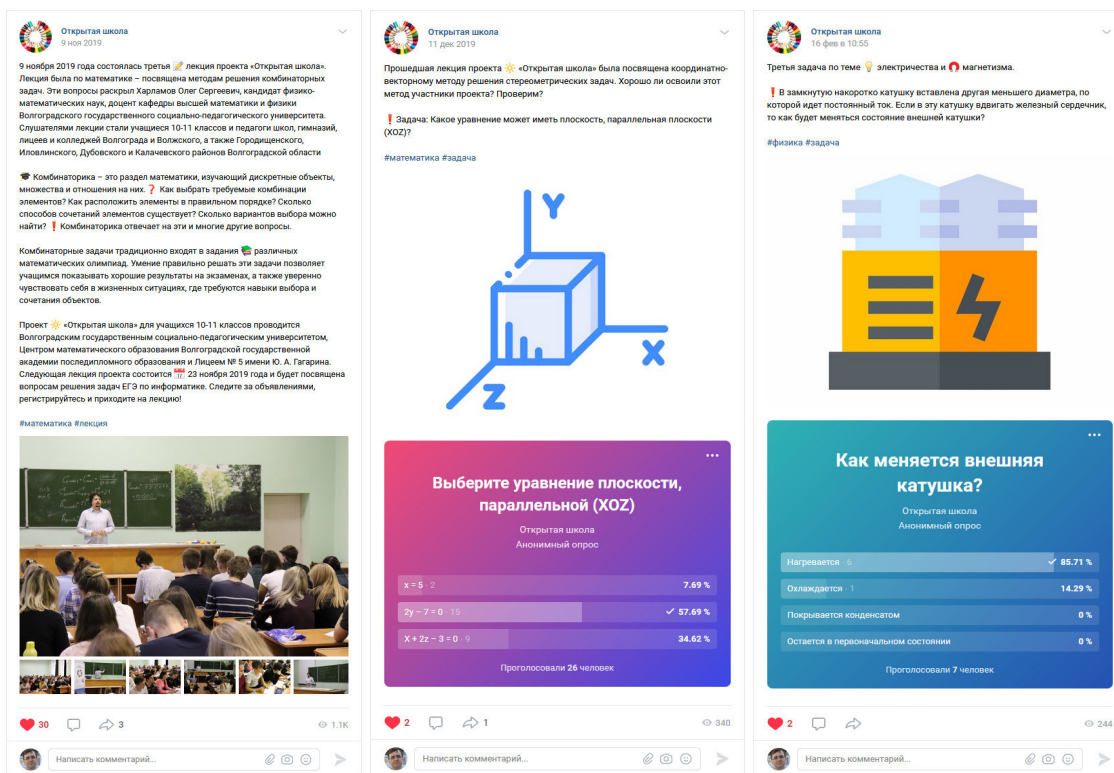 Открытая школа
9 ноя 2019
9 ноября 2019 года состоялась третья 📝 лекция проекта «Открытая школа».
Лекция была по математике – посвящена методам решения комбинаторных
задач. Эти вопросы раскрыл Харламов Олег Сергеевич, кандидат физико-
математических наук, доцент кафедры высшей математики и физики
Волгоградского государственного социально-педагогического университета.
Слушателями лекции стали учащиеся 10-11 классов и педагоги школ, гимназий,
лицеев и колледжей Волгограда и Волжского, а также Городищенского,
Иловлинского, Дубовского и Калачевского районов Волгоградской области
🎓 Комбинаторика – это раздел математики, изучающий дискретные объекты,
множества и отношения на них. ❓ Как выбрать требуемые комбинации
элементов? Как расположить элементы в правильном порядке? Сколько
способов сочетаний элементов существует? Сколько вариантов выбора можно
найти? ❗ Комбинаторика отвечает на эти и многие другие вопросы.
Комбинаторные задачи традиционно входят в задания 📚 различных
математических олимпиад. Умение правильно решать эти задачи позволяет
учащимся показывать хорошие результаты на экзаменах, а также уверенно
чувствовать себя в жизненных ситуациях, где требуются навыки выбора и
сочетания объектов.
Проект 🔆 «Открытая школа» для учащихся 10-11 классов проводится
Волгоградским государственным социально-педагогическим университетом,
Центром математического образования Волгоградской государственной
академии последипломного образования и Лицеем № 5 имени Ю. А. Гагарина.
Следующая лекция проекта состоится 📅 23 ноября 2019 года и будет посвящена
вопросам решения задач ЕГЭ по информатике. Следите за объявлениями,
регистрируйтесь и приходите на лекцию!
#математика #лекция
30
3
1.1K
Написать комментарий...
Открытая школа
11 дек 2019
Прошедшая лекция проекта 🔆 «Открытая школа» была посвящена координатно-
векторному методу решения стереометрических задач. Хорошо ли освоили этот
метод участники проекта? Проверим?
❗ Задача: Какое уравнение может иметь плоскость, параллельная плоскости
(XOZ)?
#математика #задача
Y
X
Z
Выберите уравнение плоскости,
параллельной (XOZ)
Открытая школа
Анонимный опрос
x = 5 · 2 7.69 %
2y – 7 = 0 · 15 57.69 %
X + 2z – 3 = 0 · 9 34.62 %
Проголосовали 26 человек
2
1
340
Написать комментарий...
Открытая школа
16 фев в 10:55
Третья задача по теме 💡 электричества и 🧲 магнетизма.
❗ В замкнутую накоротко катушку вставлена другая меньшего диаметра, по
которой идет постоянный ток. Если в эту катушку вдвигать железный сердечник,
то как будет меняться состояние внешней катушки?
#физика #задача
Как меняется внешняя
катушка?
Открытая школа
Анонимный опрос
Нагревается · 6 85.71 %
Охлаждается · 1 14.29 %
Покрывается конденсатом 0 %
Остается в первоначальном состоянии 0 %
Проголосовали 7 человек
2
244
Написать комментарий...